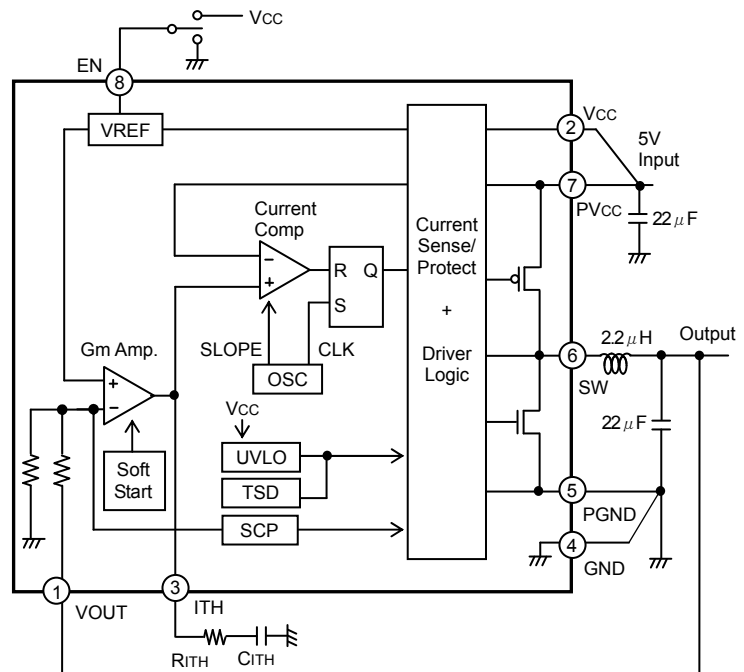 VCC
EN
8
VREF
2
VCC
5V
Input
7
PVCC
22μF
Current
Comp
Current
Sense/
Protect
+
Driver
Logic
−
+
R
Q
S
SLOPE
CLK
OSC
Gm Amp.
+
−
6
SW
2.2μH
Output
22μF
VCC
UVLO
TSD
SCP
Soft
Start
5
PGND
4
GND
1
VOUT
3
ITH
RITH
CITH